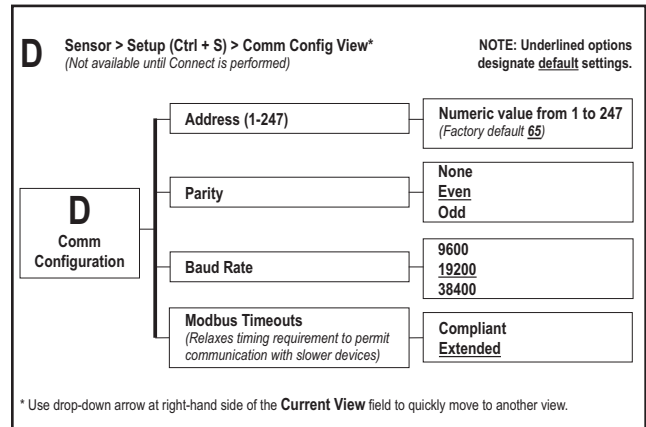 D
Sensor > Setup (Ctrl + S) > Comm Config View*
(Not available until Connect is performed)
NOTE: Underlined options
designate default settings.
D
Comm
Configuration
Address (1-247)
Numeric value from 1 to 247
(Factory default 65)
Parity
None
Even
Odd
Baud Rate
9600
19200
38400
Modbus Timeouts
(Relaxes timing requirement to permit
communication with slower devices)
Compliant
Extended
* Use drop-down arrow at right-hand side of the Current View field to quickly move to another view.